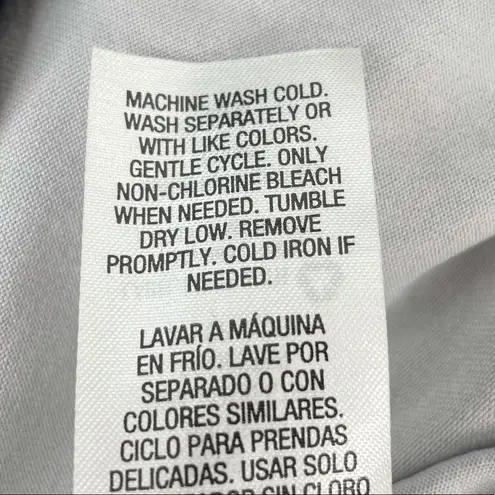 MACHINE WASH COLD.
WASH SEPARATELY OR
WITH LIKE COLORS.
GENTLE CYCLE. ONLY
NON-CHLORINE BLEACH
WHEN NEEDED. TUMBLE
DRY LOW. REMOVE
PROMPTLY. COLD IRON IF
NEEDED.
LAVAR A MÁQUINA
EN FRÍO. LAVE POR
SEPARADO O CON
COLORES SIMILARES.
CICLO PARA PRENDAS
DELICADAS. USAR SOLO
SIN CLORO